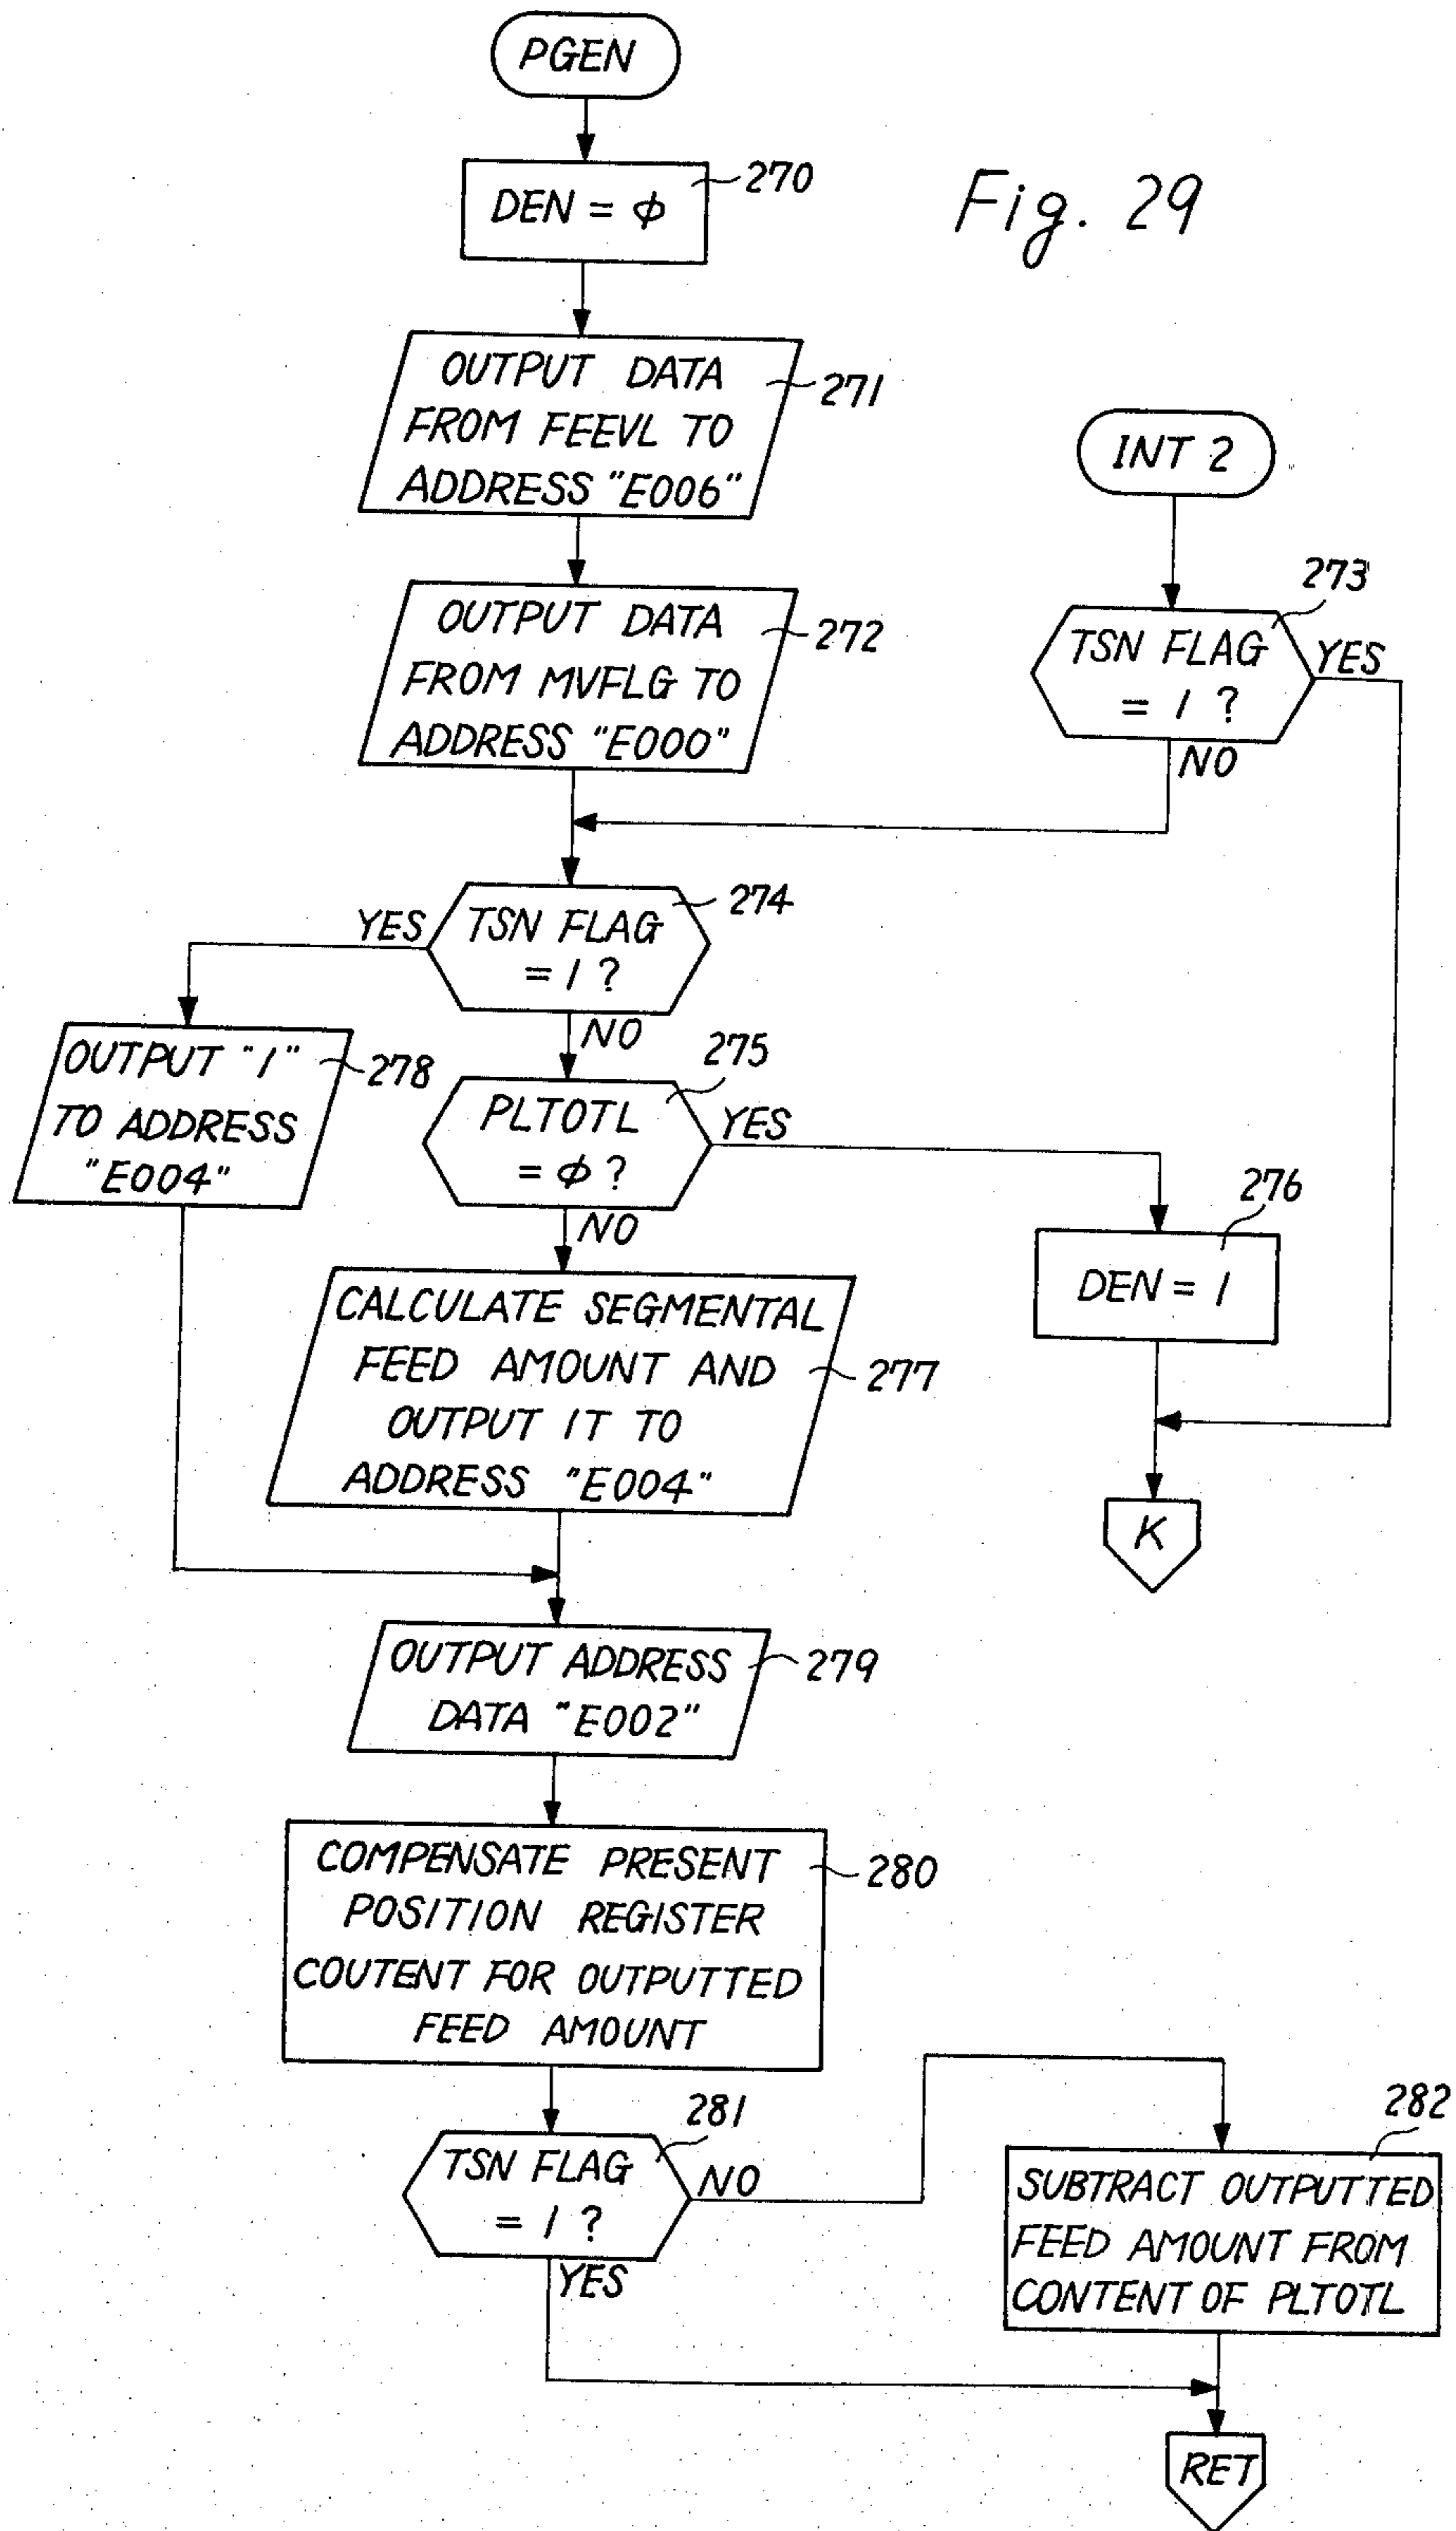 PGEN
Fig. 29
DEN = φ
270
OUTPUT DATA
FROM FEEVL TO
ADDRESS "E006"
271
INT 2
OUTPUT DATA
FROM MVFLG TO
ADDRESS "E000"
272
TSN FLAG
= 1 ?
273
YES
NO
TSN FLAG
= 1 ?
274
YES
NO
OUTPUT "1"
TO ADDRESS
"E004"
278
PLTOTL
= φ ?
275
YES
NO
DEN = 1
276
CALCULATE SEGMENTAL
FEED AMOUNT AND
OUTPUT IT TO
ADDRESS "E004"
277
K
OUTPUT ADDRESS
DATA "E002"
279
COMPENSATE PRESENT
POSITION REGISTER
COUTENT FOR OUTPUTTED
FEED AMOUNT
280
TSN FLAG
= 1 ?
281
NO
YES
SUBTRACT OUTPUTTED
FEED AMOUNT FROM
CONTENT OF PLTOTL
282
RET